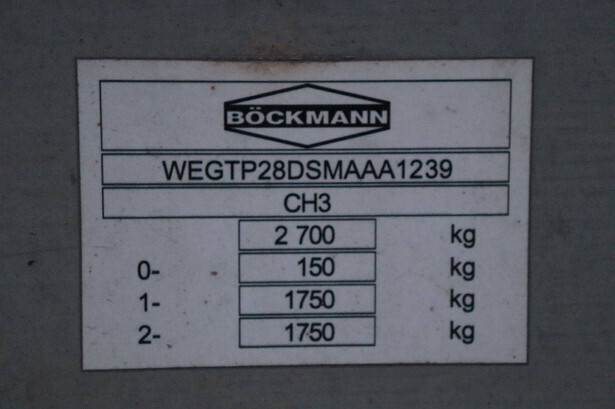 BÖCKMANN
WEGTP28DSMAAA1239
CH3
2 700 kg
0- 150 kg
1- 1750 kg
2- 1750 kg